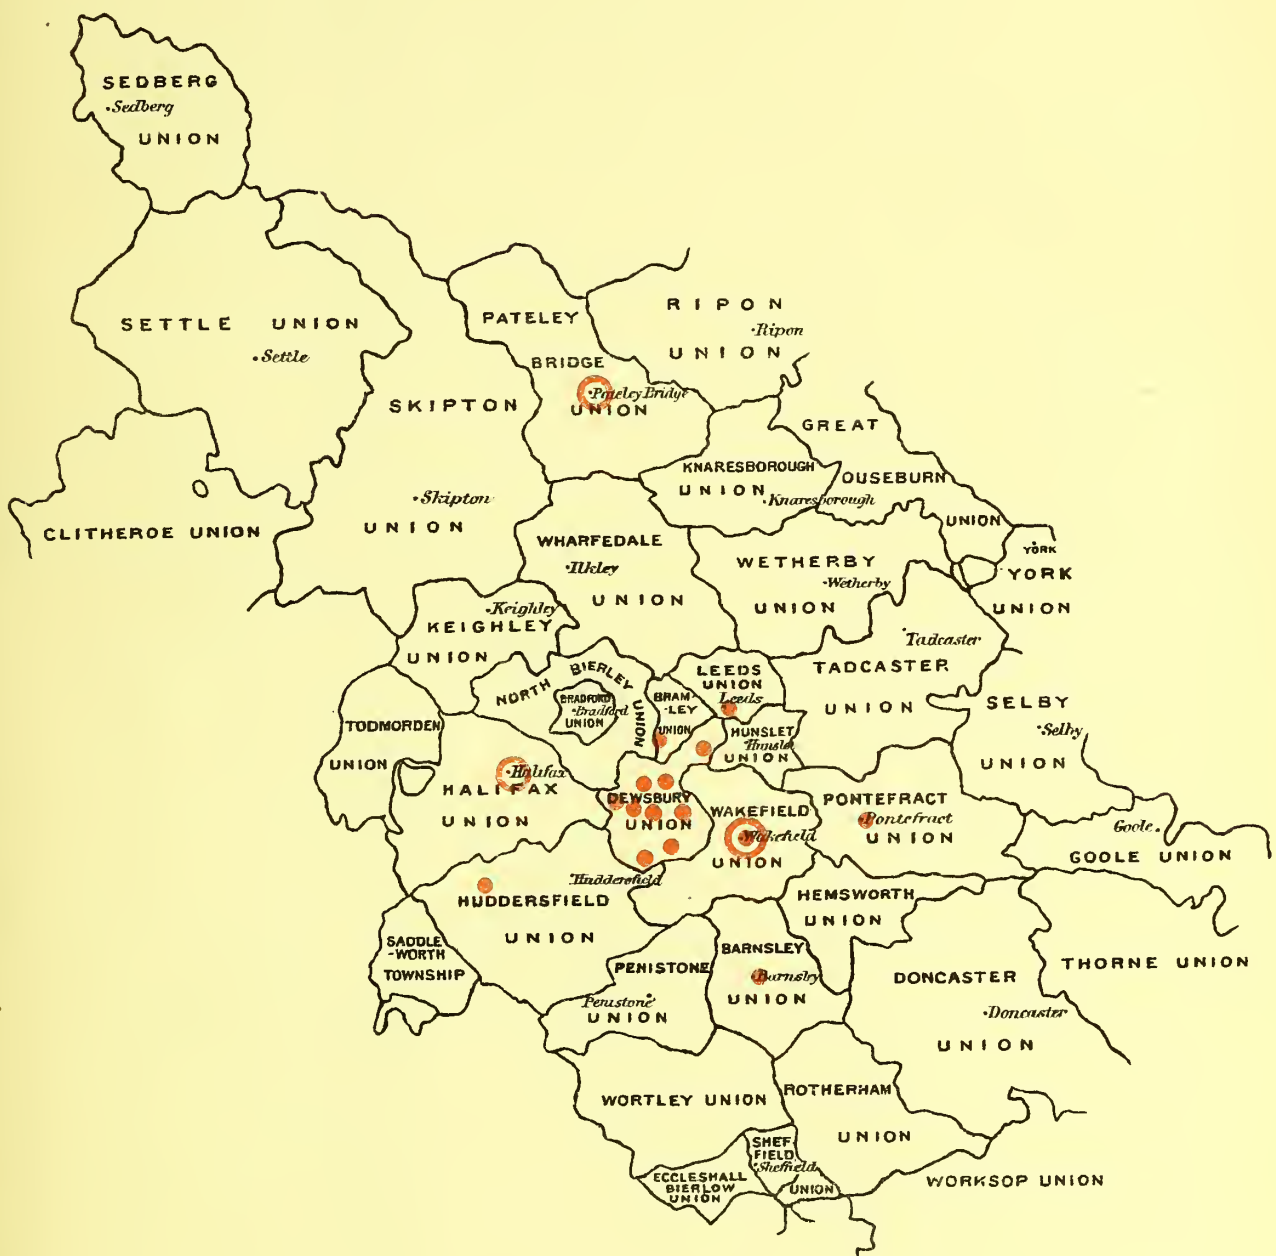 SEDBERG
Sedberg
UNION
SETTLE UNION
Settle
PATELEY
BRIDGE
Pateley Bridge
UNION
RIPON
Ripon
UNION
SKIPTON
Skipton
UNION
GREAT
OUSEBURN
UNION
KNARESBOROUGH
UNION
Knaresborough
CLITHEROE UNION
WHARFEDALE
Ilkley
UNION
WETHERBY
Wetherby
UNION
YORK
YORK
UNION
Keighley
KEIGHLEY
UNION
Tadcaster
TADCASTER
UNION
NORTH BIERLEY UNION
BRADFORD
Bradford
UNION
BRAM-
-LEY
UNION
LEEDS
UNION
Leeds
SELBY
Selby
UNION
TODMORDEN
UNION
HUNSLET
Hunslet
UNION
Halifax
HALIFAX
UNION
DEWSBURY
UNION
WAKEFIELD
Wakefield
UNION
PONTEFRACT
Pontefract
UNION
Goole
GOOLE UNION
Huddersfield
HUDDERSFIELD
UNION
HEMSWORTH
UNION
SADDLE
-WORTH
TOWNSHIP
PENISTONE
Penistone
UNION
BARNSLEY
Barnsley
UNION
DONCASTER
Doncaster
UNION
THORNE UNION
WORTLEY UNION
ROTHERHAM
UNION
SHEF
FIELD
Sheffield
UNION
ECCLESHALL
BIERLOW
UNION
WORKSOP UNION